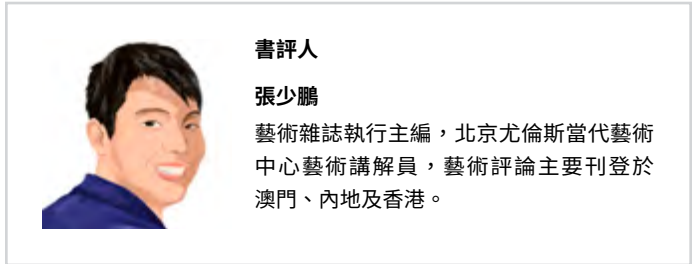 書評人
張少鵬
藝術雜誌執行主編，北京尤倫斯當代藝術
中心藝術講解員，藝術評論主要刊登於
澳門、內地及香港。